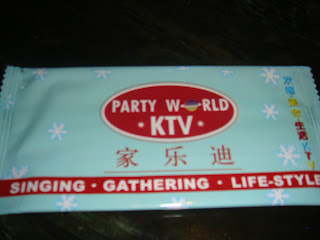 PARTY WORLD
· KTV ·
家乐迪
SINGING · GATHERING · LIFE-STYLE